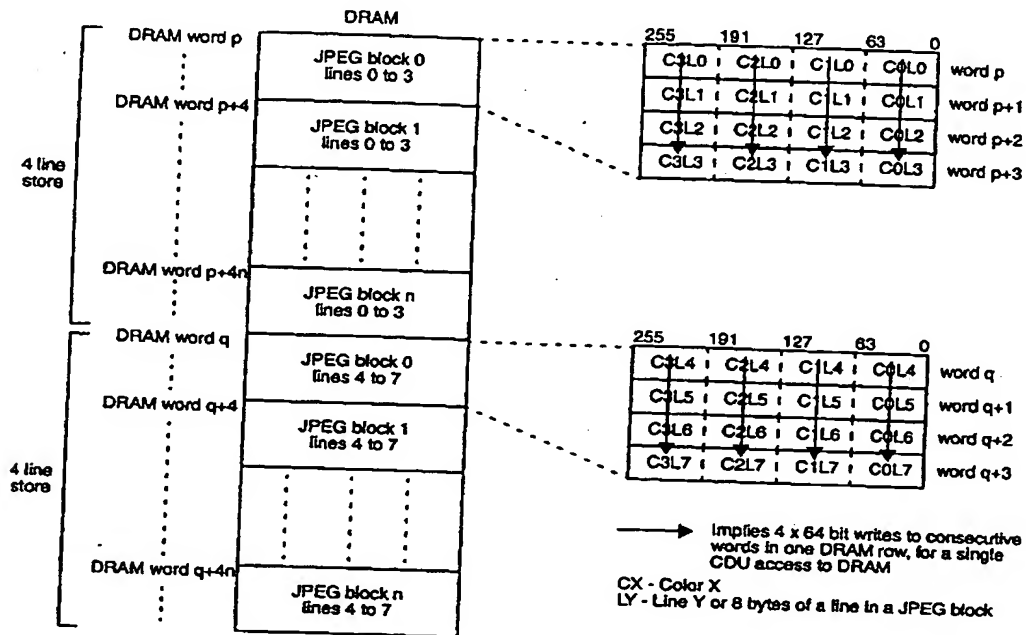 DRAM
DRAM word p
JPEG block 0
lines 0 to 3
DRAM word p+4
JPEG block 1
lines 0 to 3
4 line
store
DRAM word p+4n
JPEG block n
lines 0 to 3
DRAM word q
JPEG block 0
lines 4 to 7
DRAM word q+4
JPEG block 1
lines 4 to 7
4 line
store
DRAM word q+4n
JPEG block n
lines 4 to 7
255 191 127 63 0
C3L0 C2L0 C1L0 C0L0 word p
C3L1 C2L1 C1L1 C0L1 word p+1
C3L2 C2L2 C1L2 C0L2 word p+2
C3L3 C2L3 C1L3 C0L3 word p+3
255 191 127 63 0
C3L4 C2L4 C1L4 C0L4 word q
C3L5 C2L5 C1L5 C0L5 word q+1
C3L6 C2L6 C1L6 C0L6 word q+2
C3L7 C2L7 C1L7 C0L7 word q+3
Implies 4 x 64 bit writes to consecutive
words in one DRAM row, for a single
CDU access to DRAM
CX - Color X
LY - Line Y or 8 bytes of a line in a JPEG block